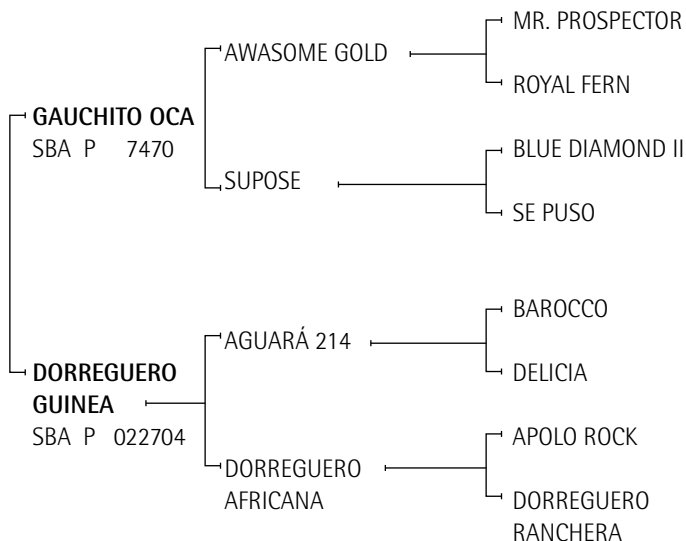 MR. PROSPECTOR
AWASOME GOLD
ROYAL FERN
GAUCHITO OCA
SBA P 7470
BLUE DIAMOND II
SUPOSE
SE PUSO
BAROCCO
AGUARÁ 214
DELICIA
DORREGUERO
GUINEA
SBA P 022704
APOLO ROCK
DORREGUERO
AFRICANA
DORREGUERO
RANCHERA